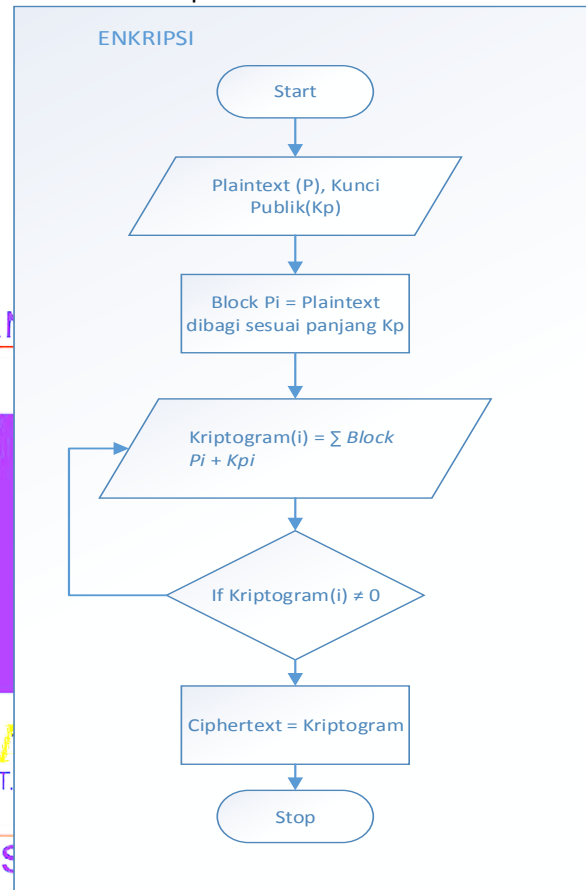 ENKRIPSI
Start
Plaintext (P), Kunci
Publik(Kp)
Block Pi = Plaintext
dibagi sesuai panjang Kp
Kriptogram(i) = ∑ Block
Pi + Kpi
If Kriptogram(i) ≠ 0
Ciphertext = Kriptogram
T.
S
Stop